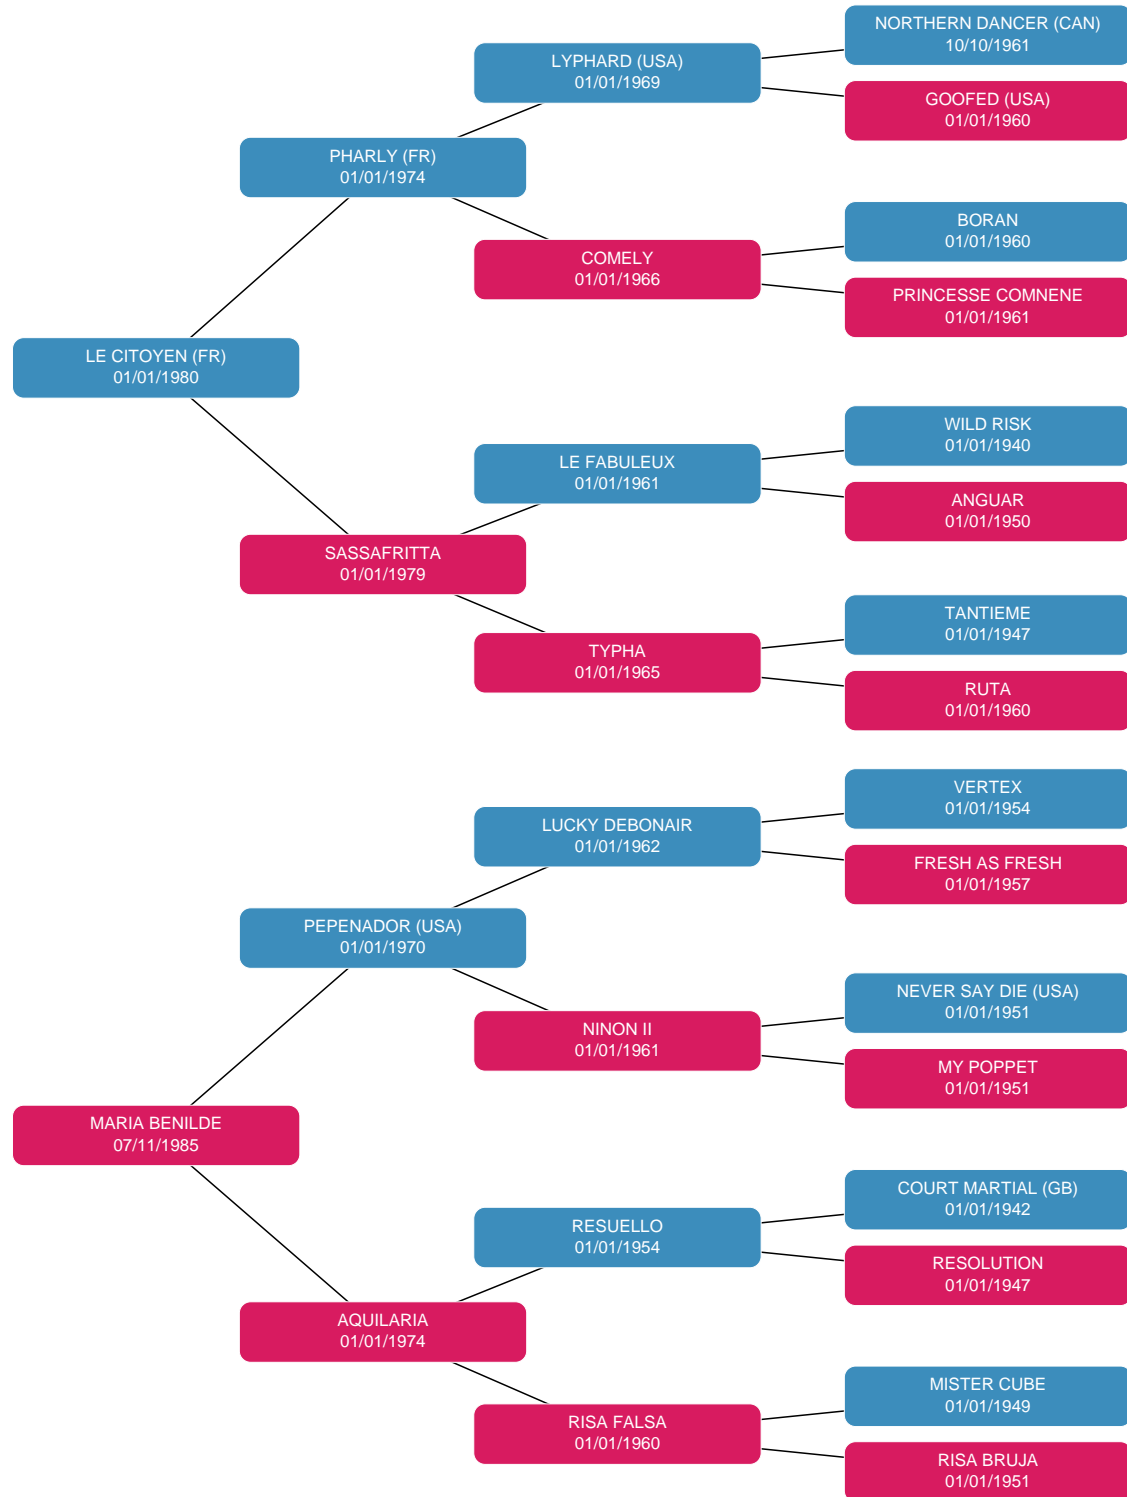 NORTHERN DANCER (CAN)
10/10/1961
LYPHARD (USA)
01/01/1969
GOOFED (USA)
01/01/1960
PHARLY (FR)
01/01/1974
BORAN
01/01/1960
COMELY
01/01/1966
PRINCESSE COMNENE
01/01/1961
LE CITOYEN (FR)
01/01/1980
WILD RISK
01/01/1940
LE FABULEUX
01/01/1961
ANGUAR
01/01/1950
SASSAFRITTA
01/01/1979
TANTIEME
01/01/1947
TYPHA
01/01/1965
RUTA
01/01/1960
VERTEX
01/01/1954
LUCKY DEBONAIR
01/01/1962
FRESH AS FRESH
01/01/1957
PEPENADOR (USA)
01/01/1970
NEVER SAY DIE (USA)
01/01/1951
NINON II
01/01/1961
MY POPPET
01/01/1951
MARIA BENILDE
07/11/1985
COURT MARTIAL (GB)
01/01/1942
RESUELLO
01/01/1954
RESOLUTION
01/01/1947
AQUILARIA
01/01/1974
MISTER CUBE
01/01/1949
RISA FALSA
01/01/1960
RISA BRUJA
01/01/1951